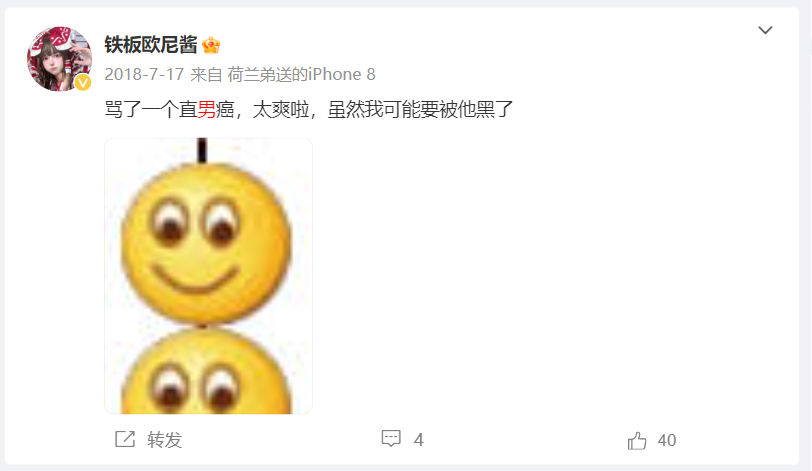 铁板欧尼酱
2018-7-17 来自 荷兰弟送的iPhone 8
骂了一个直男癌，太爽啦，虽然我可能要被他黑了
转发
4
40